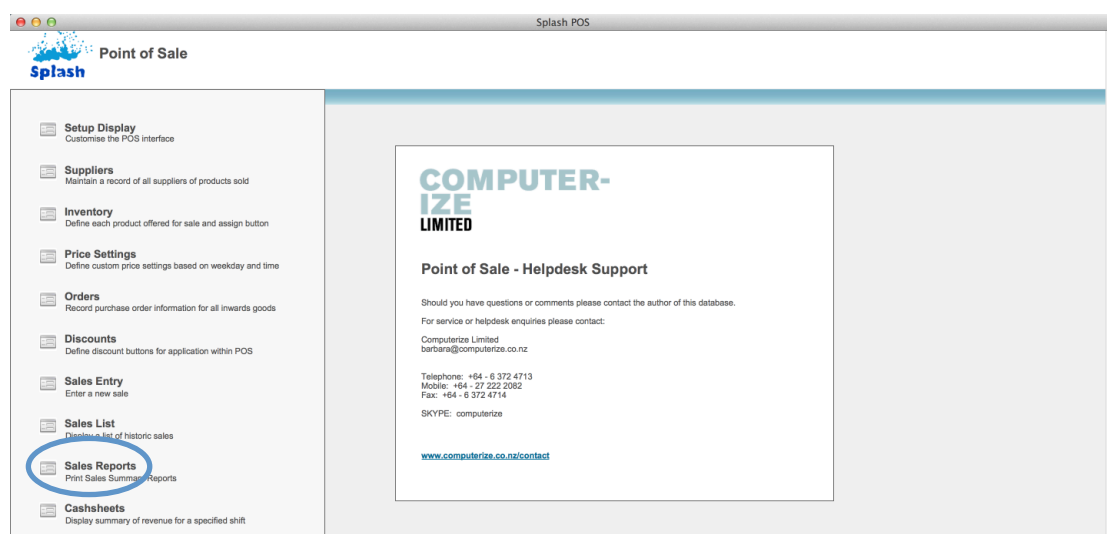 Splash POS
Point of Sale
Splash
Setup Display
Customise the POS interface
Suppliers
Maintain a record of all suppliers of products sold
Inventory
Define each product offered for sale and assign button
Price Settings
Define custom price settings based on weekday and time
Orders
Record purchase order information for all inwards goods
Discounts
Define discount buttons for application within POS
Sales Entry
Enter a new sale
Sales List
Display a list of historic sales
Sales Reports
Print Sales Summary Reports
Cashsheets
Display summary of revenue for a specified shift
COMPUTER-
IZE
LIMITED
Point of Sale - Helpdesk Support
Should you have questions or comments please contact the author of this database.
For service or helpdesk enquiries please contact:
Computerize Limited
barbara@computerize.co.nz
Telephone: +64 - 6 372 4713
Mobile: +64 - 27 222 2082
Fax: +64 - 6 372 4714
SKYPE: computerize
www.computerize.co.nz/contact